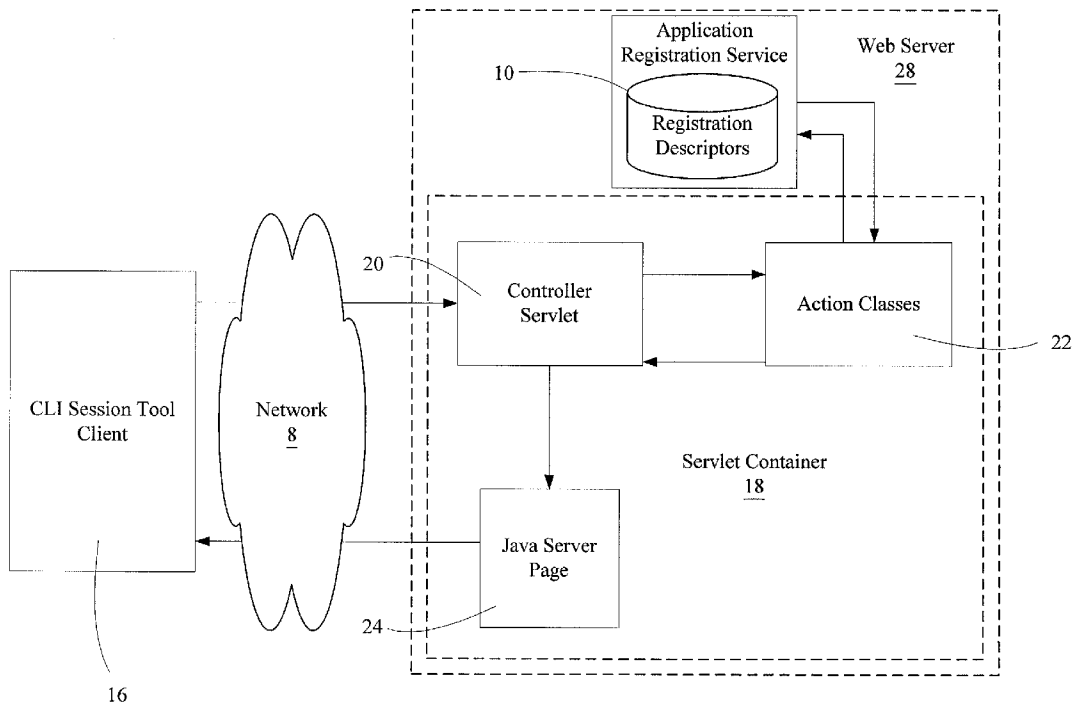 Application
Registration Service
Web Server
28
10
Registration
Descriptors
20
Controller
Servlet
Action Classes
22
CLI Session Tool
Client
Network
8
Servlet Container
18
Java Server
Page
24
16